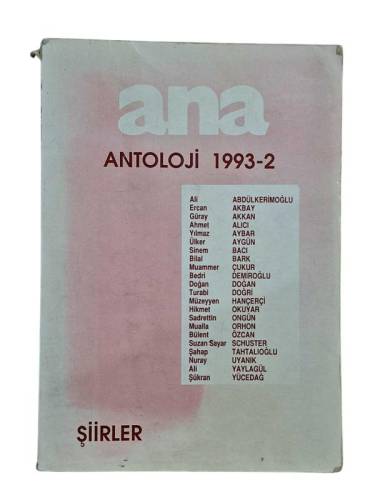 ana
ANTOLOJİ 1993-2
Ali ABDÜLKERİMOĞLU
Ercan AKBAY
Güray AKKAN
Ahmet ALICI
Yılmaz AYBAR
Ülker AYGÜN
Sinem BACI
Bilal BARK
Muammer ÇUKUR
Bedri DEMİROĞLU
Doğan DOĞAN
Turabi DOĞRİ
Müzeyyen HANÇERÇİ
Hikmet OKUYAR
Sadrettin ONGÜN
Mualla ORHON
Bülent ÖZCAN
Suzan Sayar SCHUSTER
Şahap TAHTALIOĞLU
Nuray UYANIK
Ali YAYLAGÜL
Şükran YÜCEDAĞ
ŞİİRLER